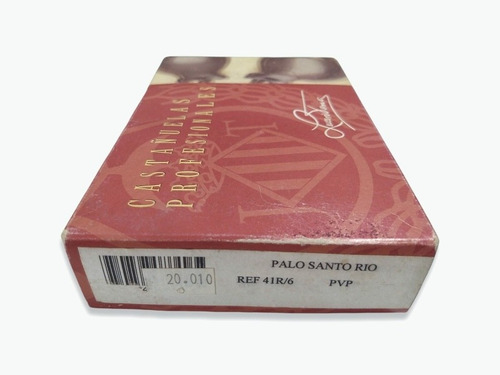 CASTAÑUELAS
PROFESIONALES
PALO SANTO RIO
REF 41R/6 PVP
20.010